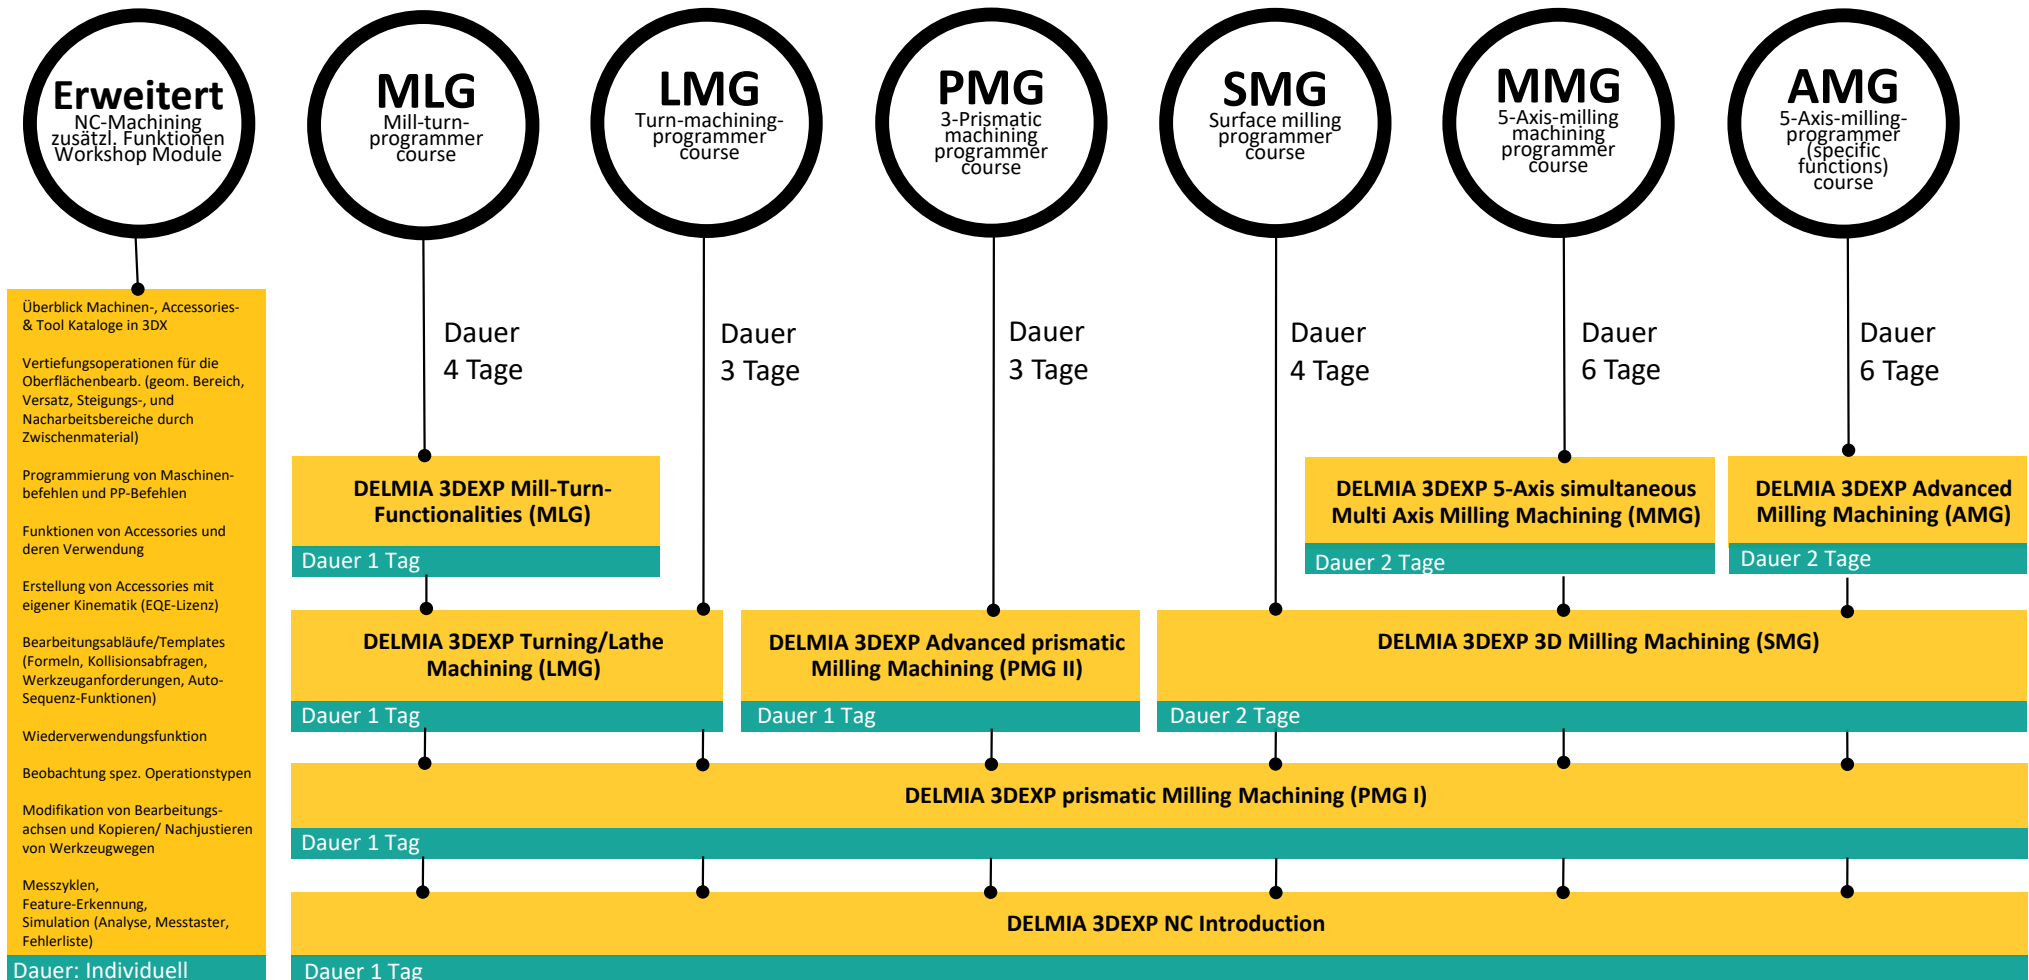 Erweitert
NC-Machining
zusätzl. Funktionen
Workshop Module
MLG
Mill-turn-
programmer
course
LMG
Turn-machining-
programmer
course
PMG
3-Prismatic
machining
programmer
course
SMG
Surface milling
programmer
course
MMG
5-Axis-milling
machining
programmer
course
AMG
5-Axis-milling-
programmer
(specific
functions)
course
Überblick Machinen-, Accessories-
& Tool Kataloge in 3DX
Vertiefungsoperationen für die
Oberflächenbearb. (geom. Bereich,
Versatz, Steigungs-, und
Nacharbeitsbereiche durch
Zwischenmaterial)
Programmierung von Maschinen-
befehlen und PP-Befehlen
Funktionen von Accessories und
deren Verwendung
Erstellung von Accessories mit
eigener Kinematik (EQE-Lizenz)
Bearbeitungsabläufe/Templates
(Formeln, Kollisionsabfragen,
Werkzeuganforderungen, Auto-
Sequenz-Funktionen)
Wiederverwendungsfunktion
Beobachtung spez. Operationstypen
Modifikation von Bearbeitungs-
achsen und Kopieren/ Nachjustieren
von Werkzeugwegen
Messzyklen,
Feature-Erkennung,
Simulation (Analyse, Messtaster,
Fehlerliste)
Dauer: Individuell
Dauer
4 Tage
Dauer
3 Tage
Dauer
3 Tage
Dauer
4 Tage
Dauer
6 Tage
Dauer
6 Tage
DELMIA 3DEXP Mill-Turn-
Functionalities (MLG)
Dauer 1 Tag
DELMIA 3DEXP 5-Axis simultaneous
Multi Axis Milling Machining (MMG)
Dauer 2 Tage
DELMIA 3DEXP Advanced
Milling Machining (AMG)
Dauer 2 Tage
DELMIA 3DEXP Turning/Lathe
Machining (LMG)
Dauer 1 Tag
DELMIA 3DEXP Advanced prismatic
Milling Machining (PMG II)
Dauer 1 Tag
DELMIA 3DEXP 3D Milling Machining (SMG)
Dauer 2 Tage
DELMIA 3DEXP prismatic Milling Machining (PMG I)
Dauer 1 Tag
DELMIA 3DEXP NC Introduction
Dauer 1 Tag